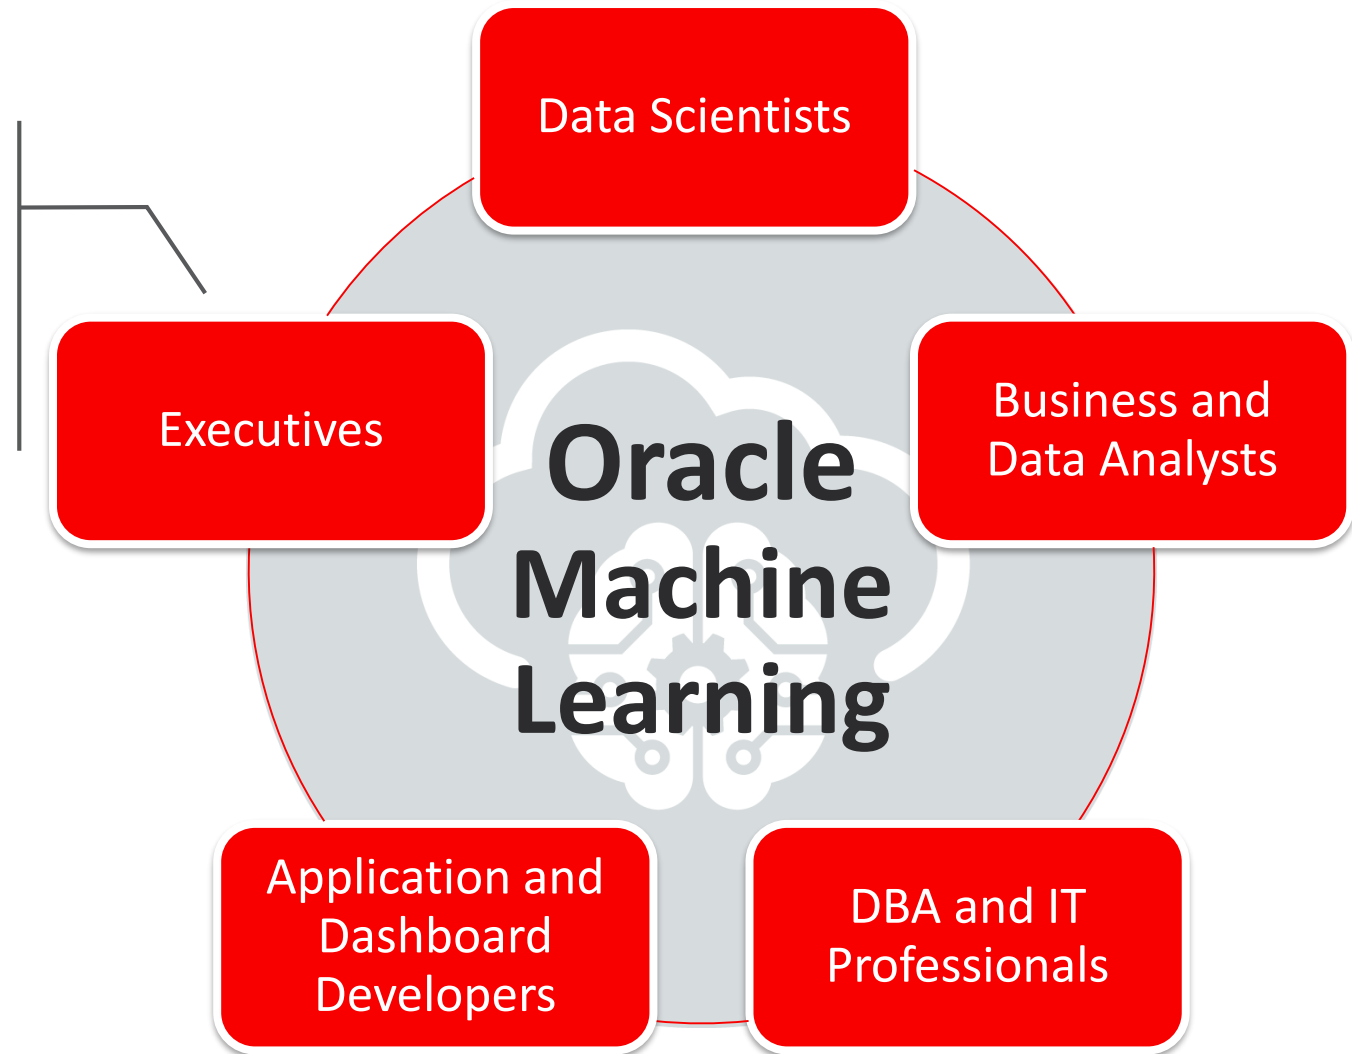 Data Scientists
Executives
Business and
Data Analysts
Oracle
Machine
Learning
Application and
Dashboard
Developers
DBA and IT
Professionals